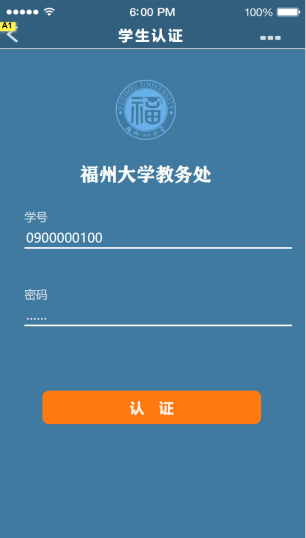 6:00 PM 100%
A1
学生认证
福
福州大学教务处
学号
0900000100
密码
......
认 证